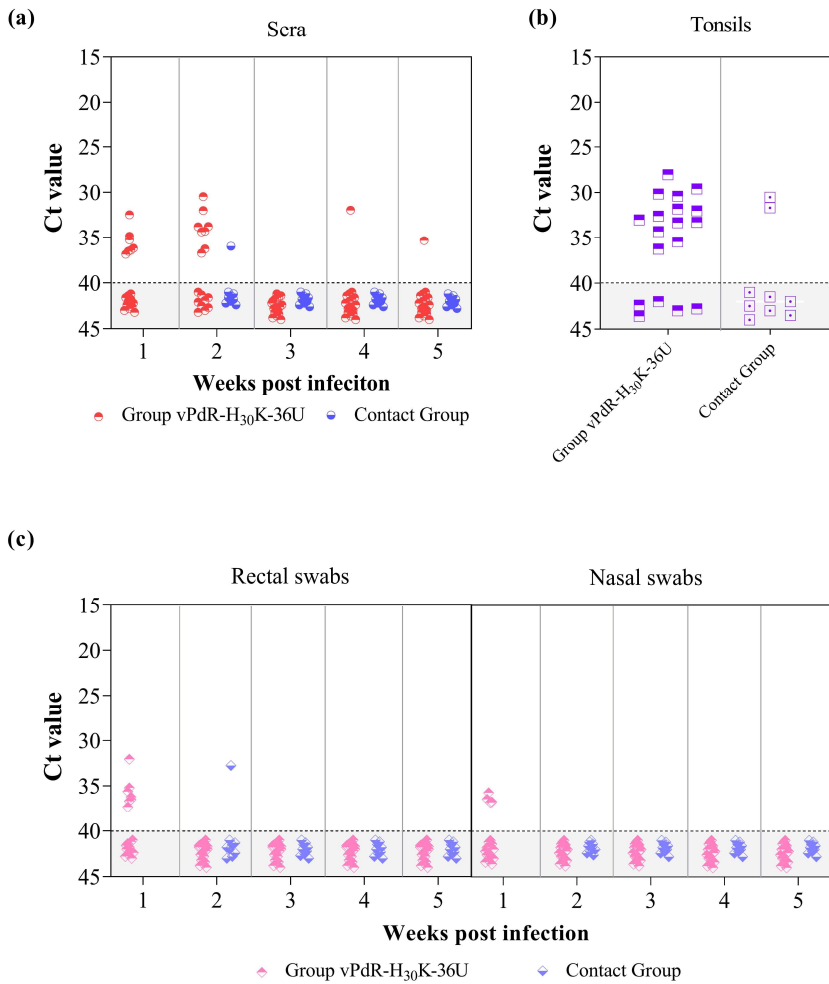 (a)
Scra
Ct value
15
20
25
30
35
40
45
1 2 3 4 5
Weeks post infeciton
Group vPdR-H₃₀K-36U Contact Group
(b)
Tonsils
Ct value
15
20
25
30
35
40
45
Group vPdR-H₃₀K-36U
Contact Group
(c)
Rectal swabs Nasal swabs
Ct value
15
20
25
30
35
40
45
1 2 3 4 5 1 2 3 4 5
Weeks post infection
Group vPdR-H₃₀K-36U Contact Group